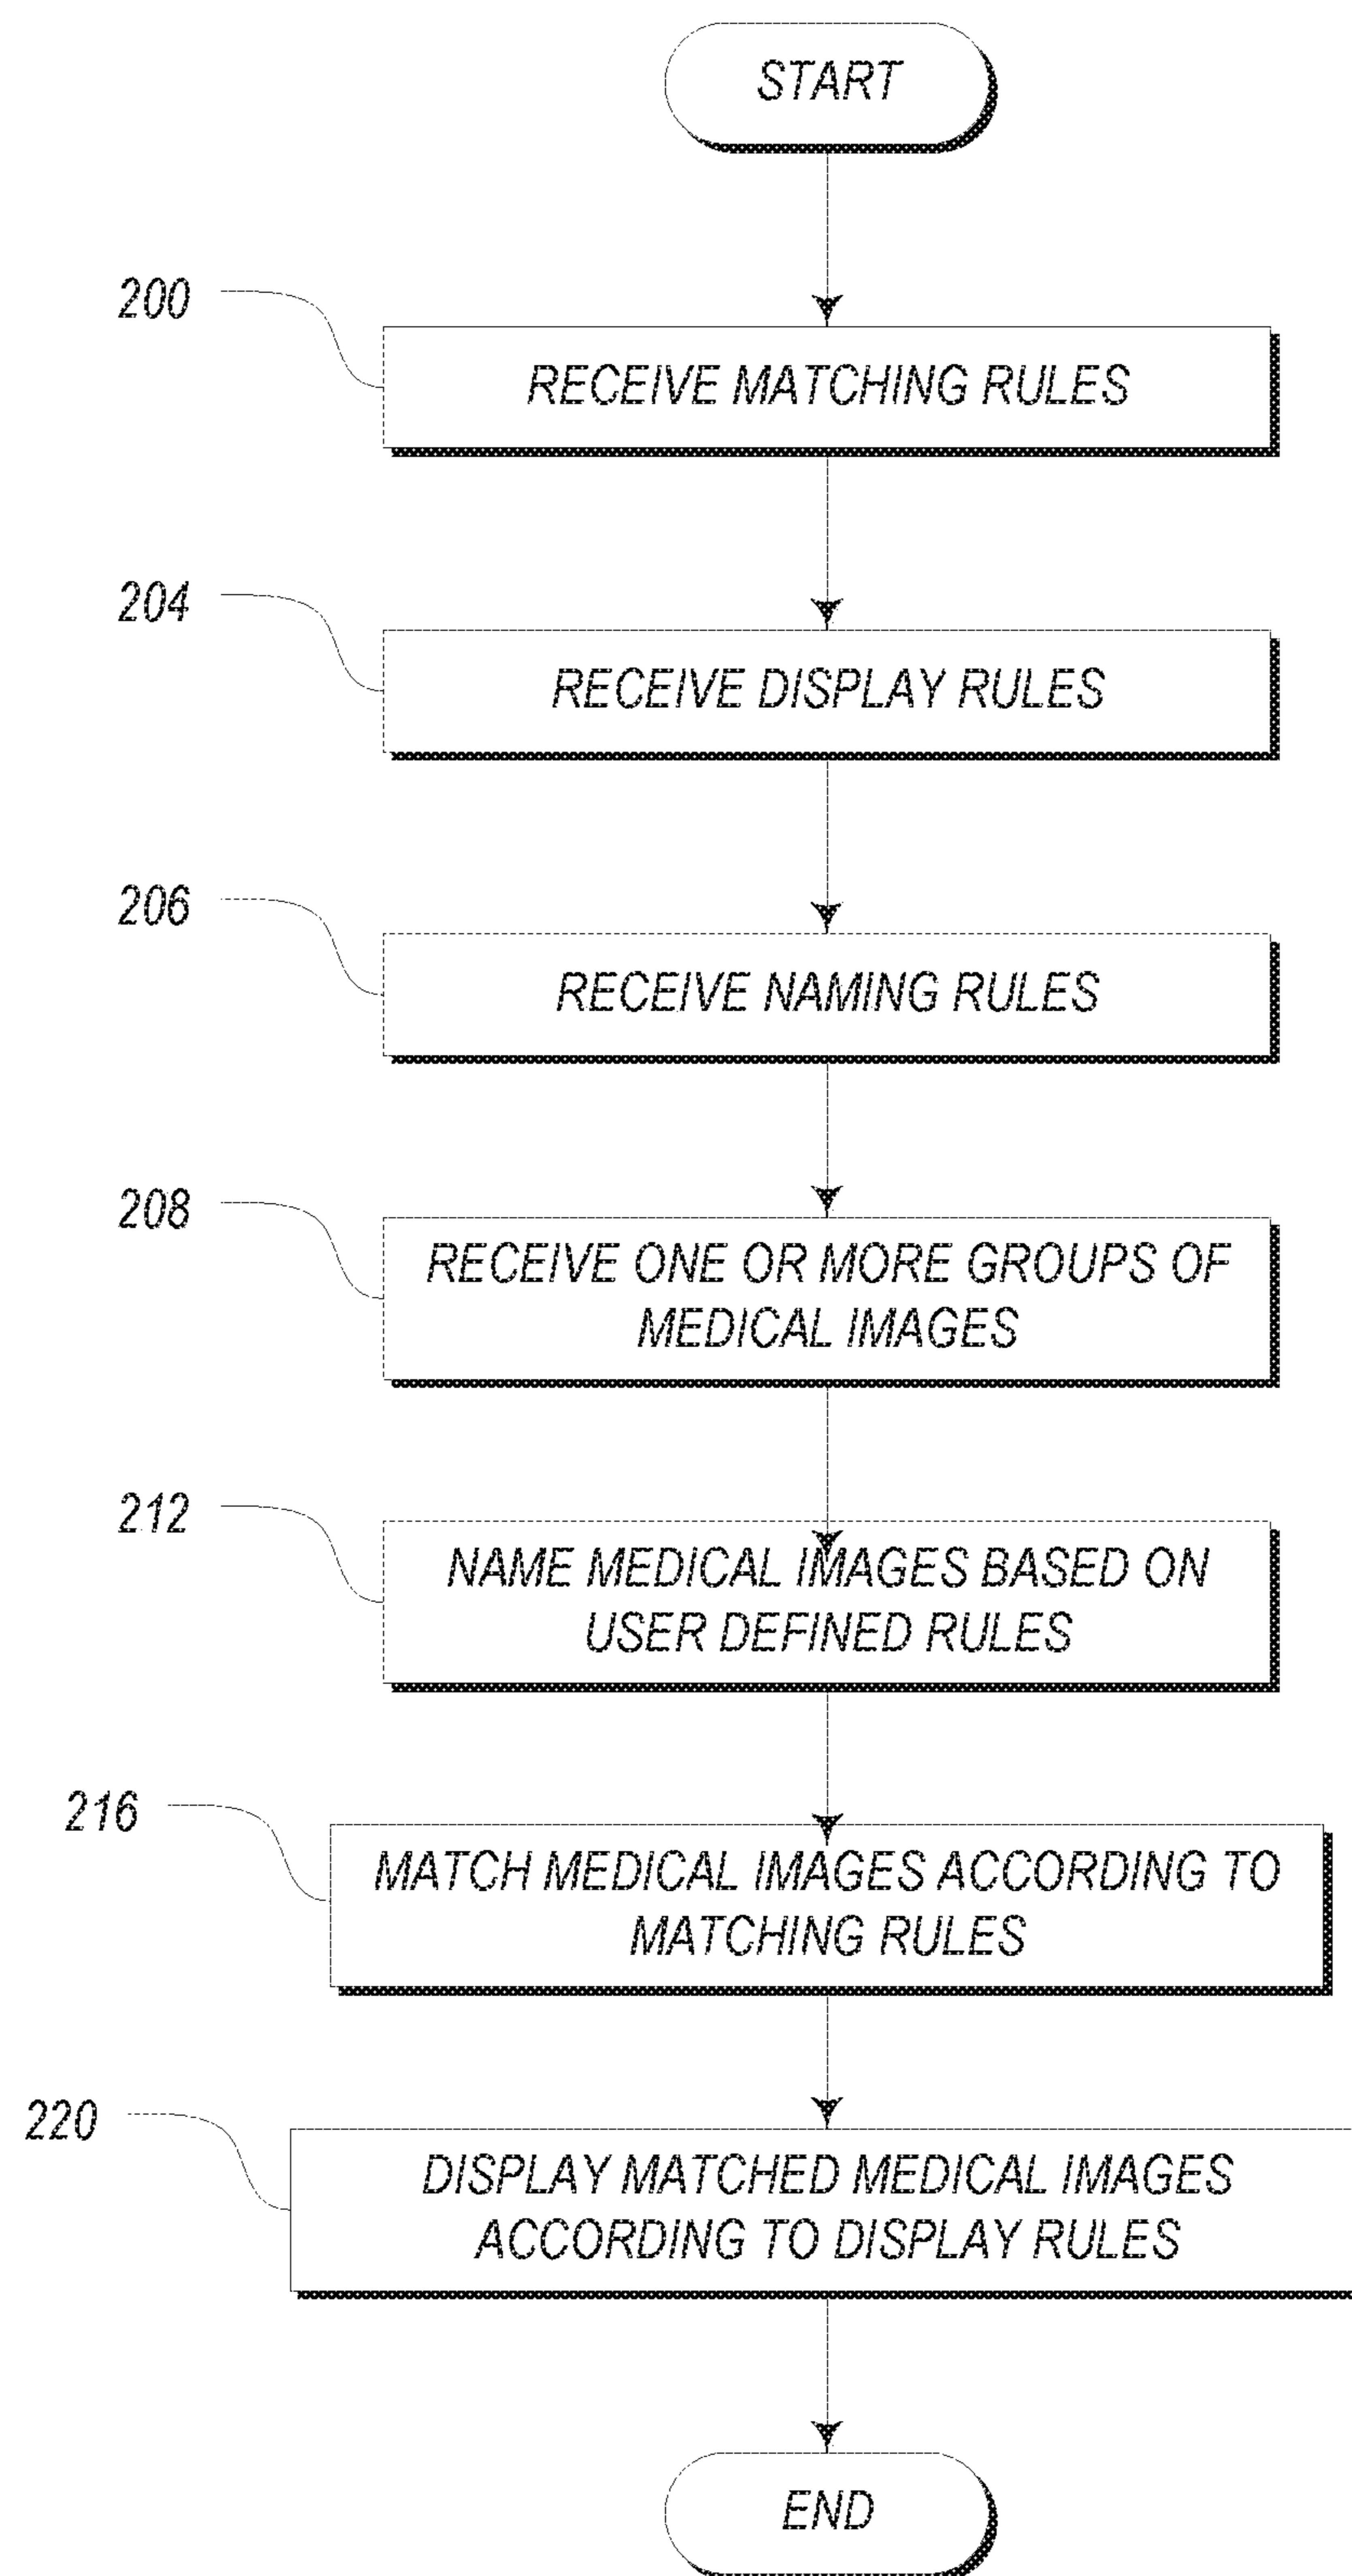 START
200
RECEIVE MATCHING RULES
204
RECEIVE DISPLAY RULES
206
RECEIVE NAMING RULES
208
RECEIVE ONE OR MORE GROUPS OF
MEDICAL IMAGES
212
NAME MEDICAL IMAGES BASED ON
USER DEFINED RULES
216
MATCH MEDICAL IMAGES ACCORDING TO
MATCHING RULES
220
DISPLAY MATCHED MEDICAL IMAGES
ACCORDING TO DISPLAY RULES
END